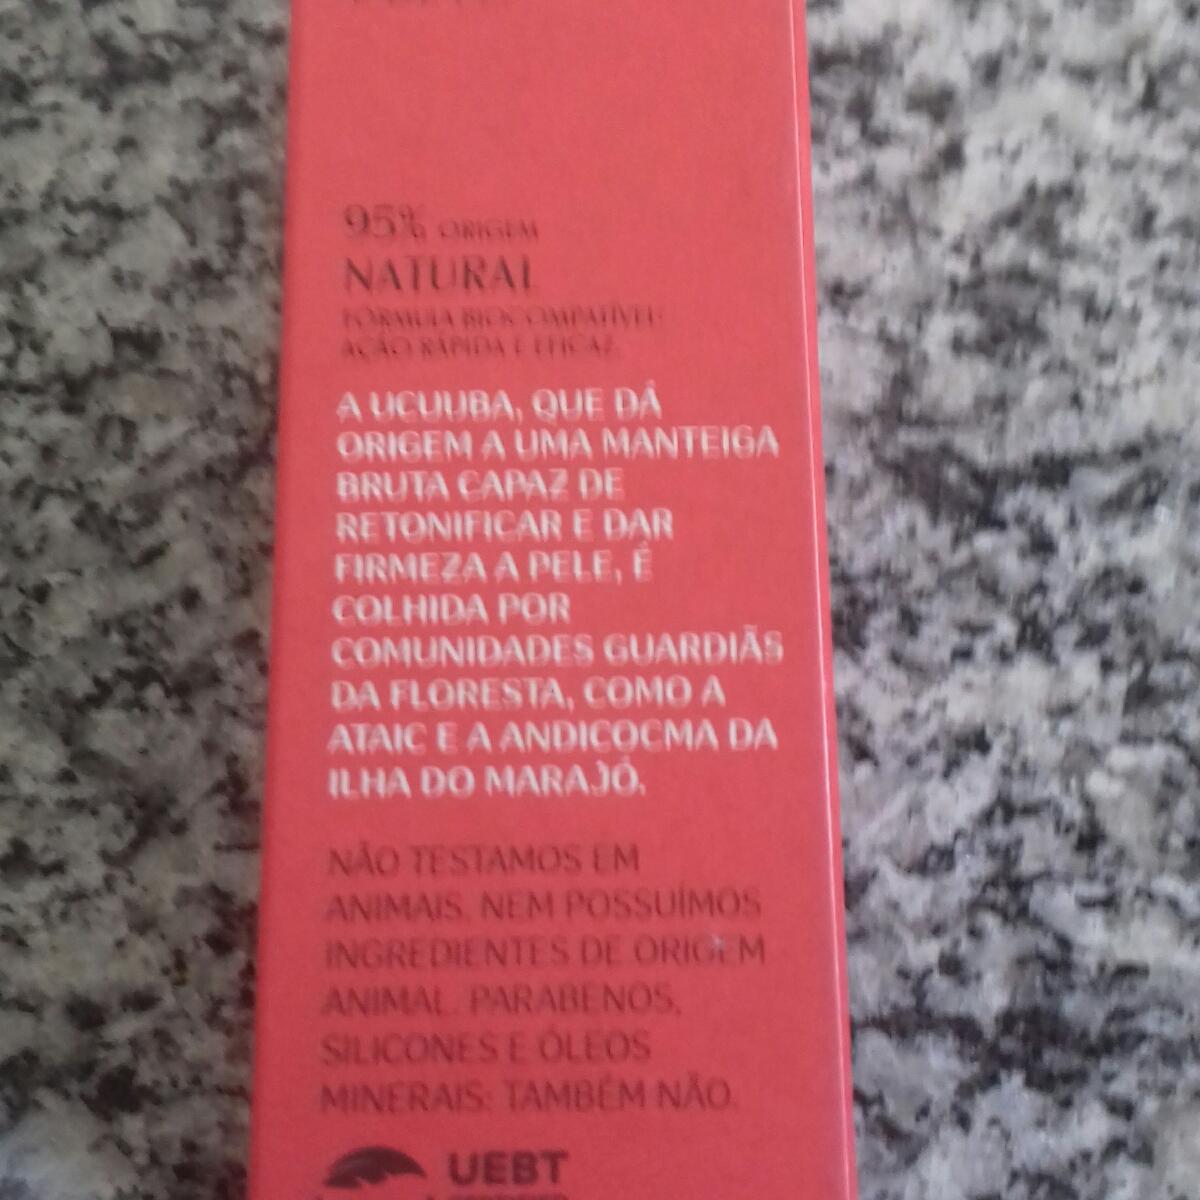 95% ORIGEM
NATURAL
FÓRMULA BIOCOMPATÍVEL:
AÇÃO RÁPIDA E EFICAZ.
A UCUUBA, QUE DÁ
ORIGEM A UMA MANTEIGA
BRUTA CAPAZ DE
RETONIFICAR E DAR
FIRMEZA A PELE, É
COLHIDA POR
COMUNIDADES GUARDIÃS
DA FLORESTA, COMO A
ATAIC E A ANDICOCMA DA
ILHA DO MARAJÓ.
NÃO TESTAMOS EM
ANIMAIS, NEM POSSUÍMOS
INGREDIENTES DE ORIGEM
ANIMAL. PARABENOS,
SILICONES E ÓLEOS
MINERAIS: TAMBÉM NÃO.
UEBT